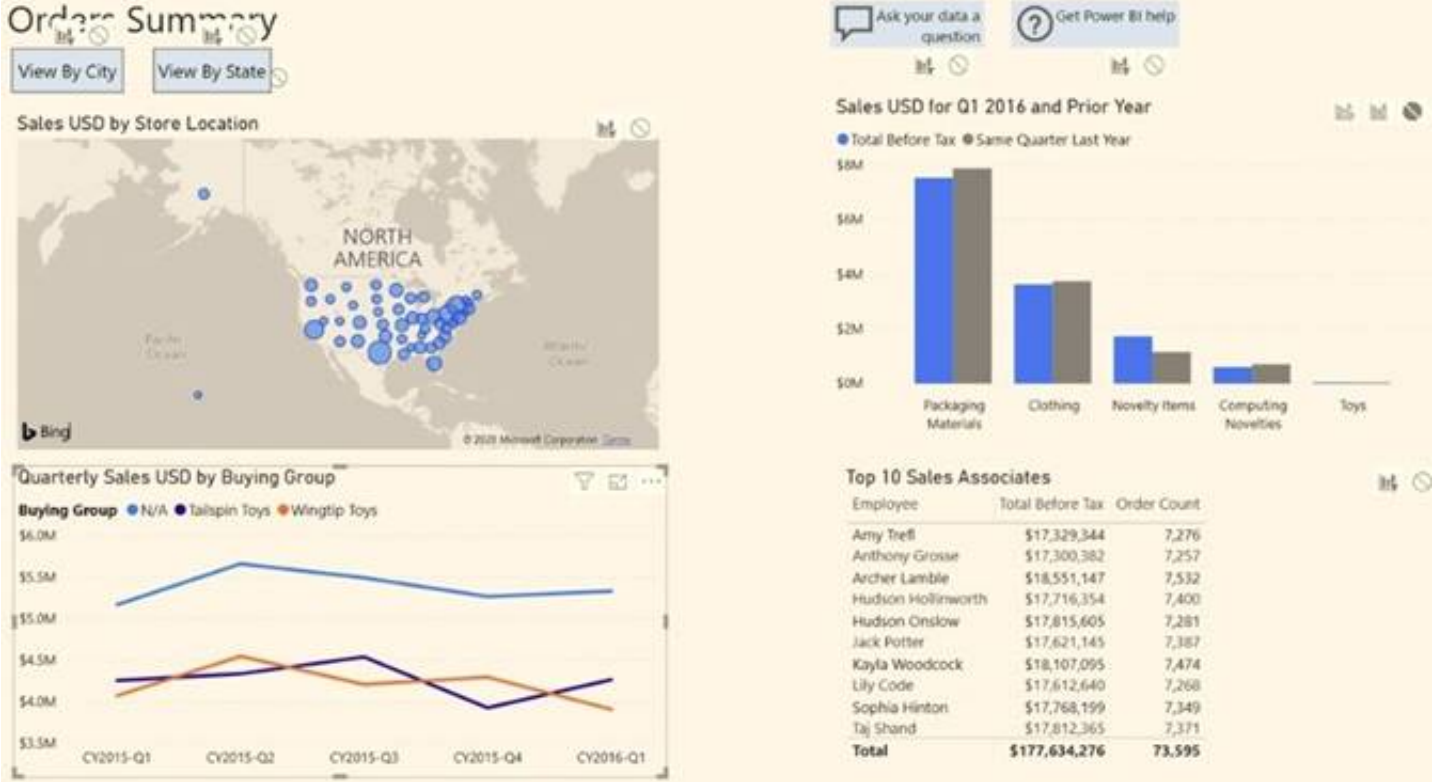 Orders Summary
View By City
View By State
Ask your data a
question
Get Power BI help
Sales USD by Store Location
NORTH
AMERICA
Pacific
Ocean
Atlantic
Ocean
Bing
© 2020 Microsoft Corporation Terms
Sales USD for Q1 2016 and Prior Year
Total Before Tax Same Quarter Last Year
$8M
$6M
$4M
$2M
$0M
Packaging
Materials
Clothing
Novelty Items
Computing
Novelties
Toys
Quarterly Sales USD by Buying Group
Buying Group N/A Tailspin Toys Wingtip Toys
$6.0M
$5.5M
$5.0M
$4.5M
$4.0M
$3.5M
CY2015-Q1 CY2015-Q2 CY2015-Q3 CY2015-Q4 CY2016-Q1
Top 10 Sales Associates
Employee Total Before Tax Order Count
Amy Trefl $17,329,344 7,276
Anthony Grosse $17,300,382 7,257
Archer Lamble $18,551,147 7,532
Hudson Hollinworth $17,716,354 7,400
Hudson Onslow $17,815,605 7,281
Jack Potter $17,621,145 7,387
Kayla Woodcock $18,107,095 7,474
Lily Code $17,612,640 7,268
Sophia Hinton $17,768,199 7,349
Taj Shand $17,812,365 7,371
Total $177,634,276 73,595